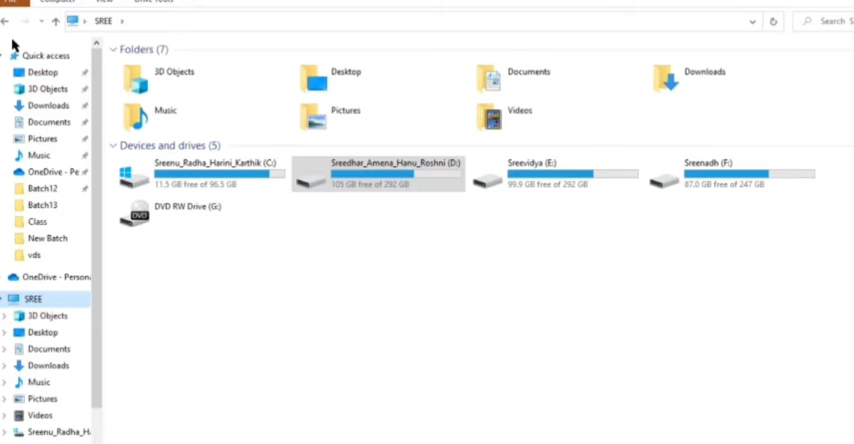 File Computer View Drive Tools
SREE
Search S
Quick access
Desktop
3D Objects
Downloads
Documents
Pictures
Music
OneDrive - Pe
Batch12
Batch13
Class
New Batch
vds
OneDrive - Person
SREE
3D Objects
Desktop
Documents
Downloads
Music
Pictures
Videos
Sreenu_Radha_H
Folders (7)
3D Objects
Desktop
Documents
Downloads
Music
Pictures
Videos
Devices and drives (5)
Sreenu_Radha_Harini_Karthik (C:)
11.5 GB free of 96.5 GB
Sreedhar_Amena_Hanu_Roshni (D:)
105 GB free of 292 GB
Sreevidya (E:)
99.9 GB free of 292 GB
Sreenadh (F:)
87.0 GB free of 247 GB
DVD RW Drive (G:)
DVD